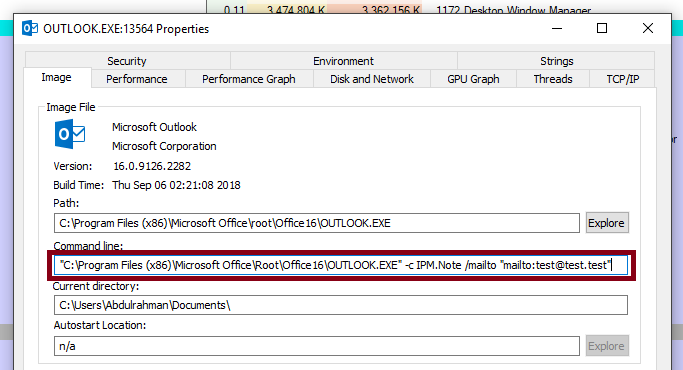 0.11 3,474,804 K 3,362,156 K 1172 Desktop Window Manager
OUTLOOK.EXE:13564 Properties
Security Environment Strings
Image Performance Performance Graph Disk and Network GPU Graph Threads TCP/IP
Image File
Microsoft Outlook
Microsoft Corporation
Version: 16.0.9126.2282
Build Time: Thu Sep 06 02:21:08 2018
Path:
C:\Program Files (x86)\Microsoft Office\root\Office16\OUTLOOK.EXE Explore
Command line:
"C:\Program Files (x86)\Microsoft Office\Root\Office16\OUTLOOK.EXE" -c IPM.Note /mailto "mailto:test@test.test"
Current directory:
C:\Users\Abdulrahman\Documents\
Autostart Location:
n/a Explore